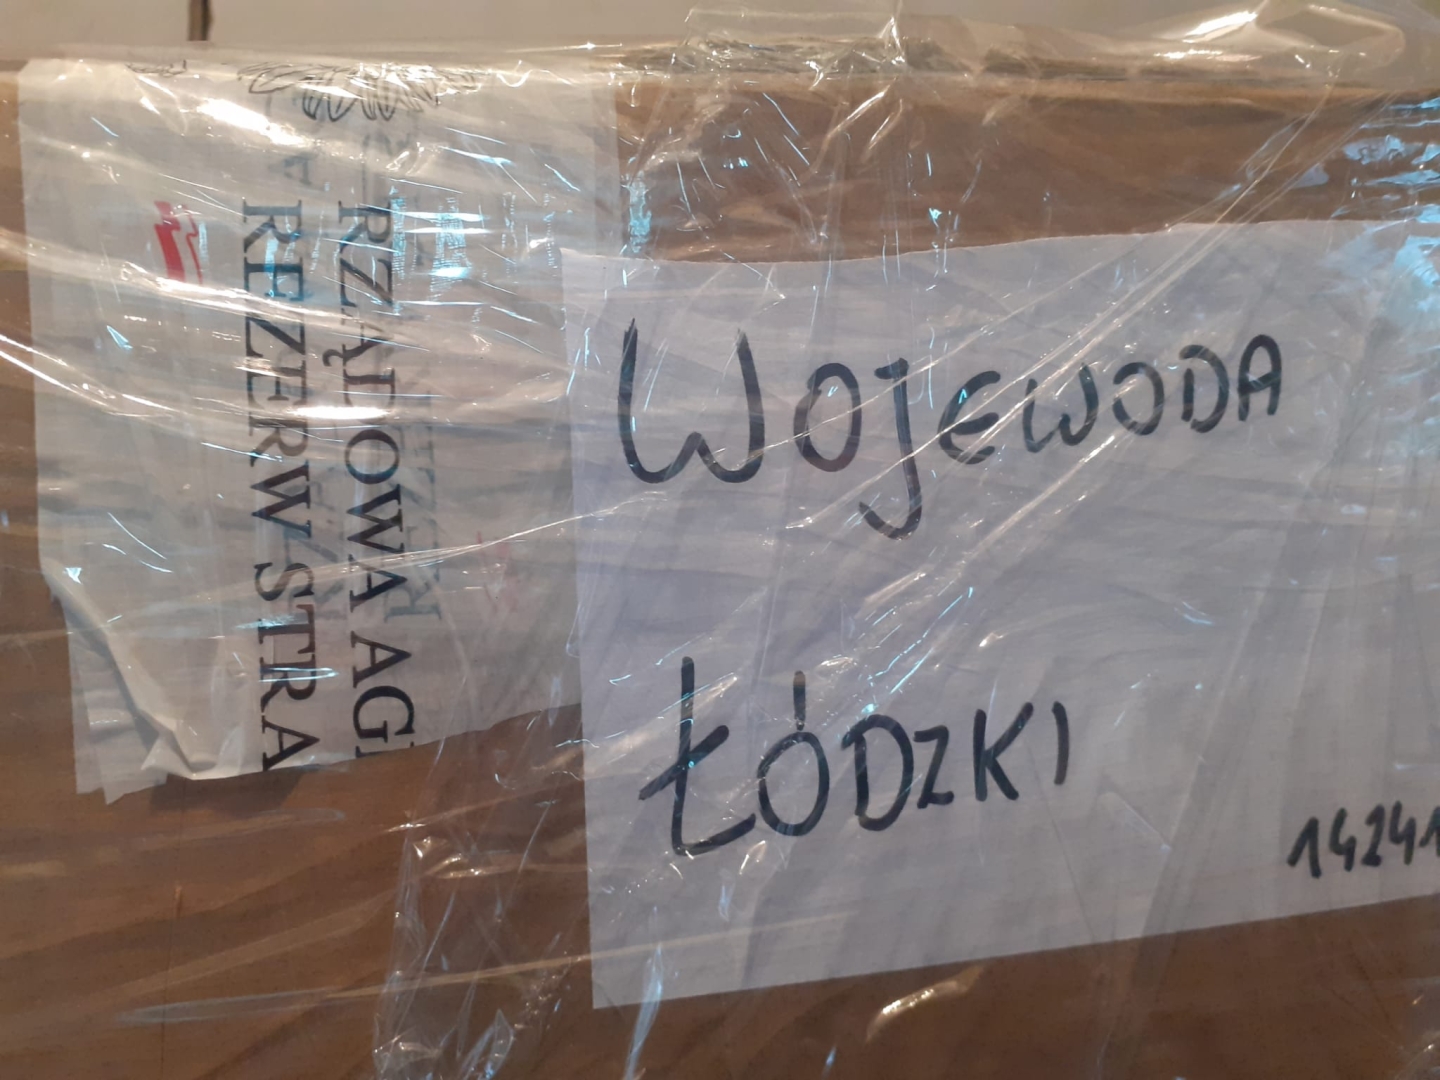 RZĄDOWA AG
REZERW STRA
WOJEWODA
ŁÓDZKI
14241